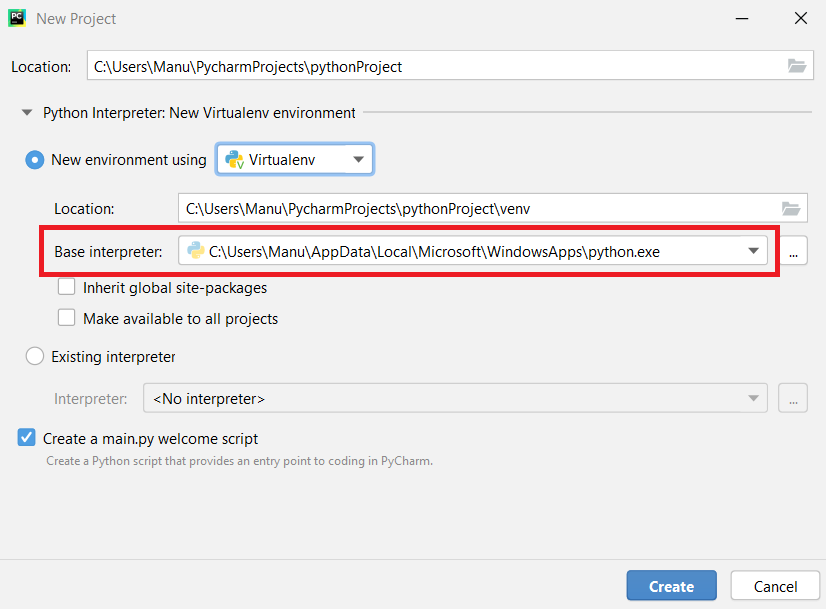 PC New Project
Location: C:\Users\Manu\PycharmProjects\pythonProject
Python Interpreter: New Virtualenv environment
New environment using Virtualenv
Location: C:\Users\Manu\PycharmProjects\pythonProject\venv
Base interpreter: C:\Users\Manu\AppData\Local\Microsoft\WindowsApps\python.exe ...
Inherit global site-packages
Make available to all projects
Existing interpreter
Interpreter: <No interpreter> ...
Create a main.py welcome script
Create a Python script that provides an entry point to coding in PyCharm.
Create Cancel